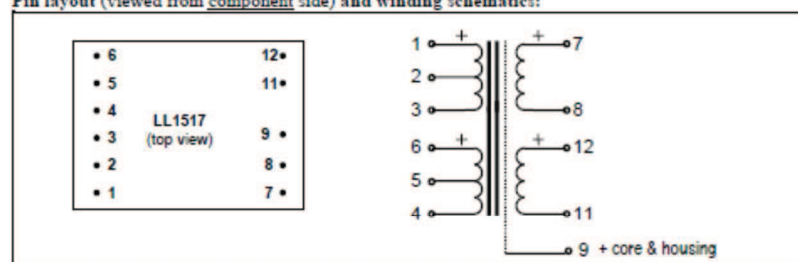 Pin layout (viewed from component side) and winding schematics:
6 12
5 11
4
LL1517
3 (top view) 9
2 8
1 7
1 + + 7
2
3 8
6 + + 12
5
4 11
9 + core & housing